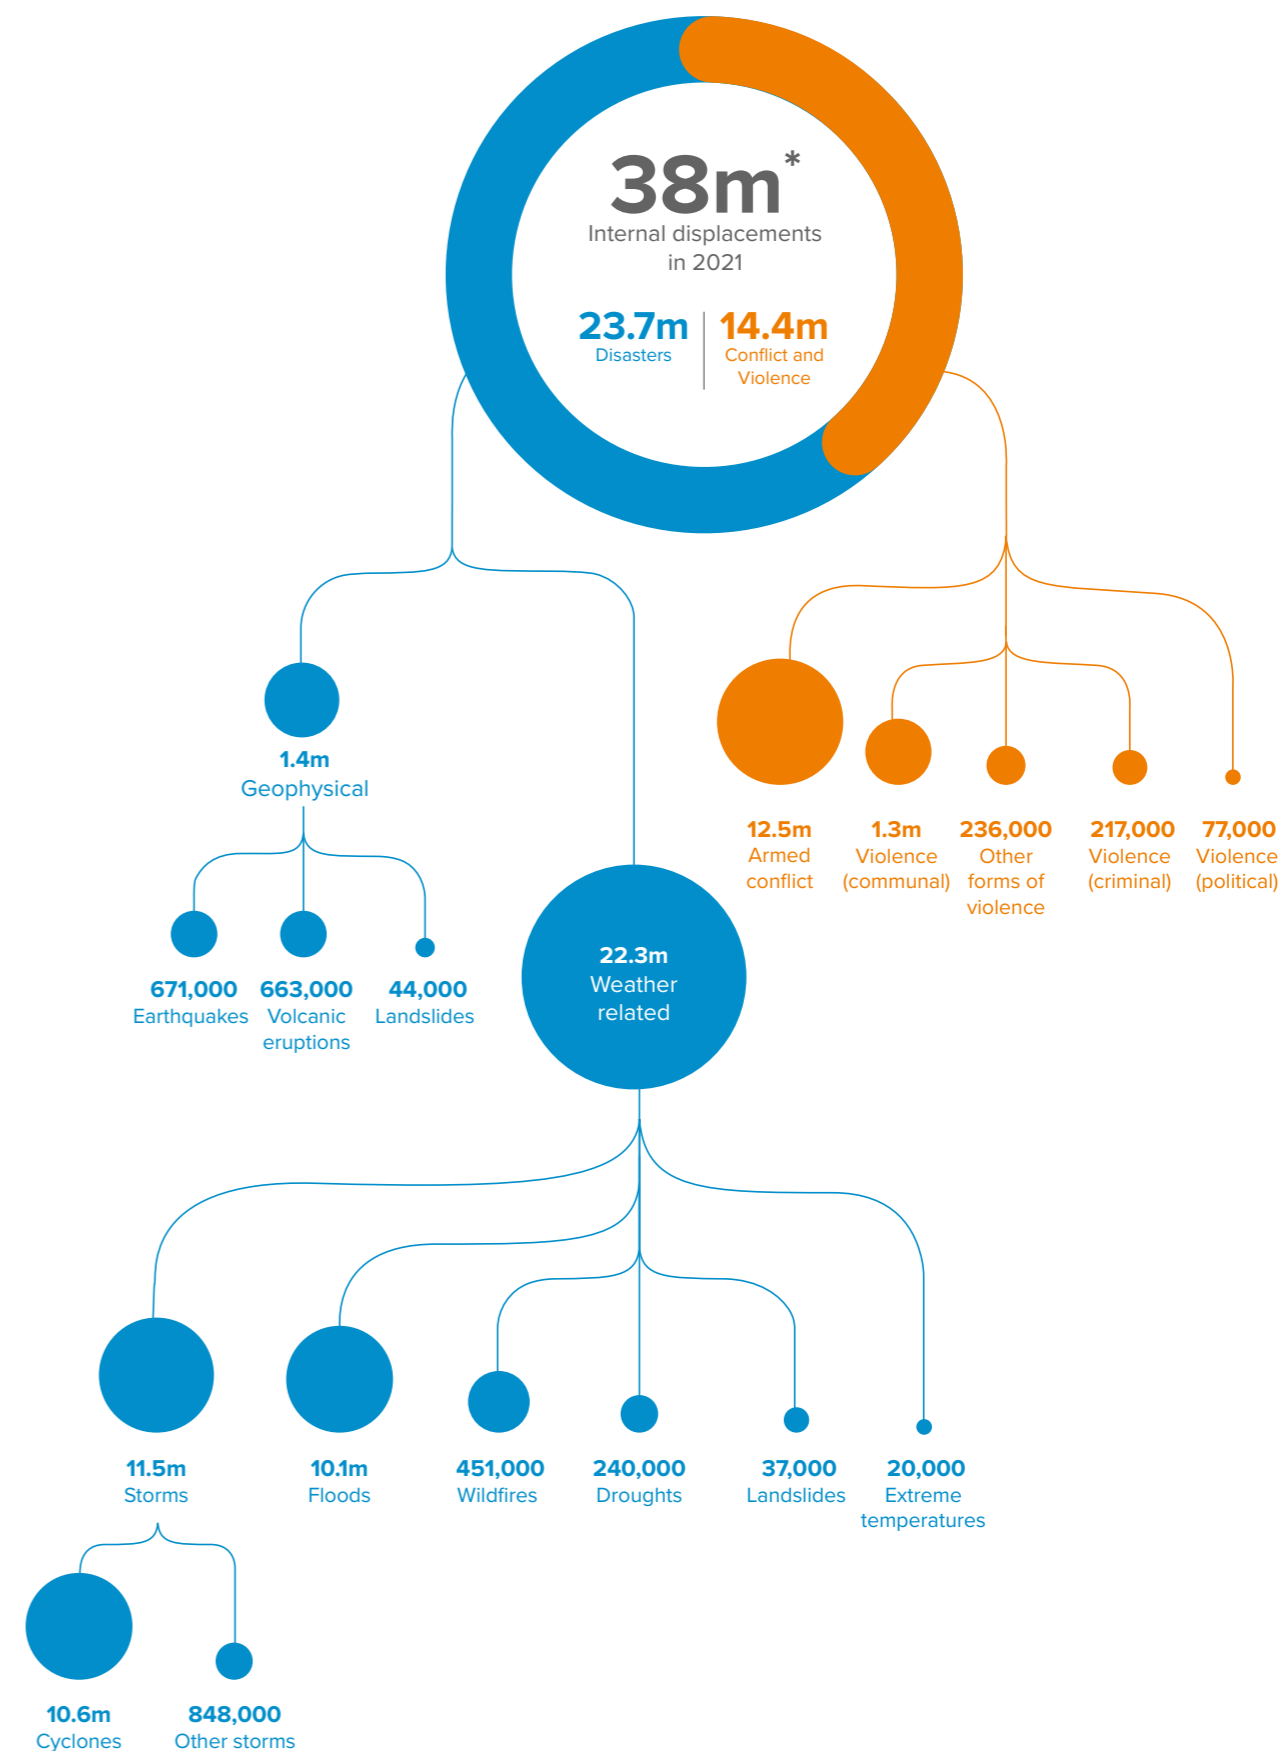 38m*
Internal displacements
in 2021
23.7m
Disasters
14.4m
Conflict and
Violence
1.4m
Geophysical
671,000
Earthquakes
663,000
Volcanic
eruptions
44,000
Landslides
12.5m
Armed
conflict
1.3m
Violence
(communal)
236,000
Other
forms of
violence
217,000
Violence
(criminal)
77,000
Violence
(political)
22.3m
Weather
related
11.5m
Storms
10.1m
Floods
451,000
Wildfires
240,000
Droughts
37,000
Landslides
20,000
Extreme
temperatures
10.6m
Cyclones
848,000
Other storms